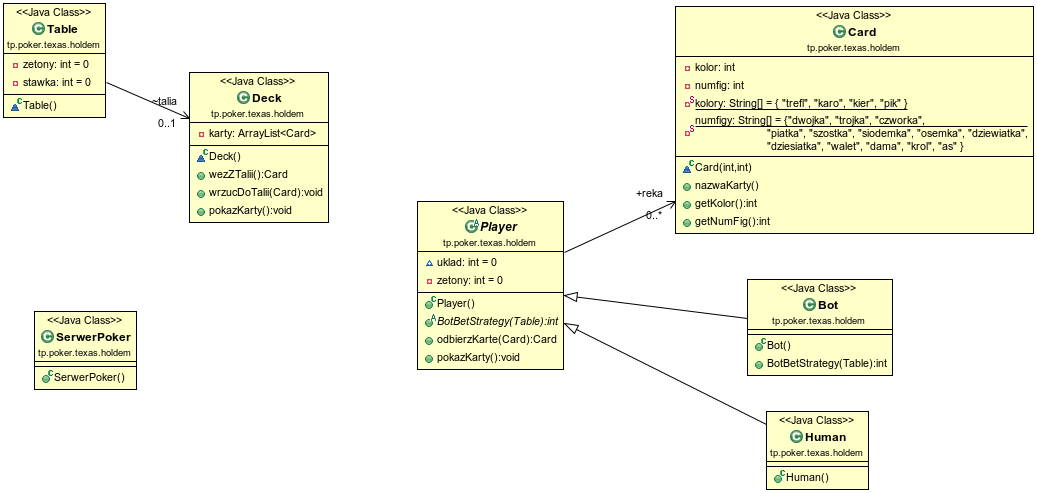 <<Java Class>>
Table
tp.poker.texas.holdem
zetony: int = 0
stawka: int = 0
Table()
~talia
0..1
<<Java Class>>
Deck
tp.poker.texas.holdem
karty: ArrayList<Card>
Deck()
wezZTalii():Card
wrzucDoTalii(Card):void
pokazKarty():void
<<Java Class>>
Card
tp.poker.texas.holdem
kolor: int
numfig: int
kolory: String[] = { "trefl", "karo", "kier", "pik" }
numfigy: String[] = {"dwojka", "trojka", "czworka",
"piatka", "szostka", "siodemka", "osemka", "dziewiatka",
"dziesiatka", "walet", "dama", "krol", "as" }
Card(int,int)
nazwaKarty()
getKolor():int
getNumFig():int
+reka
0..*
<<Java Class>>
Player
tp.poker.texas.holdem
uklad: int = 0
zetony: int = 0
Player()
BotBetStrategy(Table):int
odbierzKarte(Card):Card
pokazKarty():void
<<Java Class>>
Bot
tp.poker.texas.holdem
Bot()
BotBetStrategy(Table):int
<<Java Class>>
SerwerPoker
tp.poker.texas.holdem
SerwerPoker()
<<Java Class>>
Human
tp.poker.texas.holdem
Human()